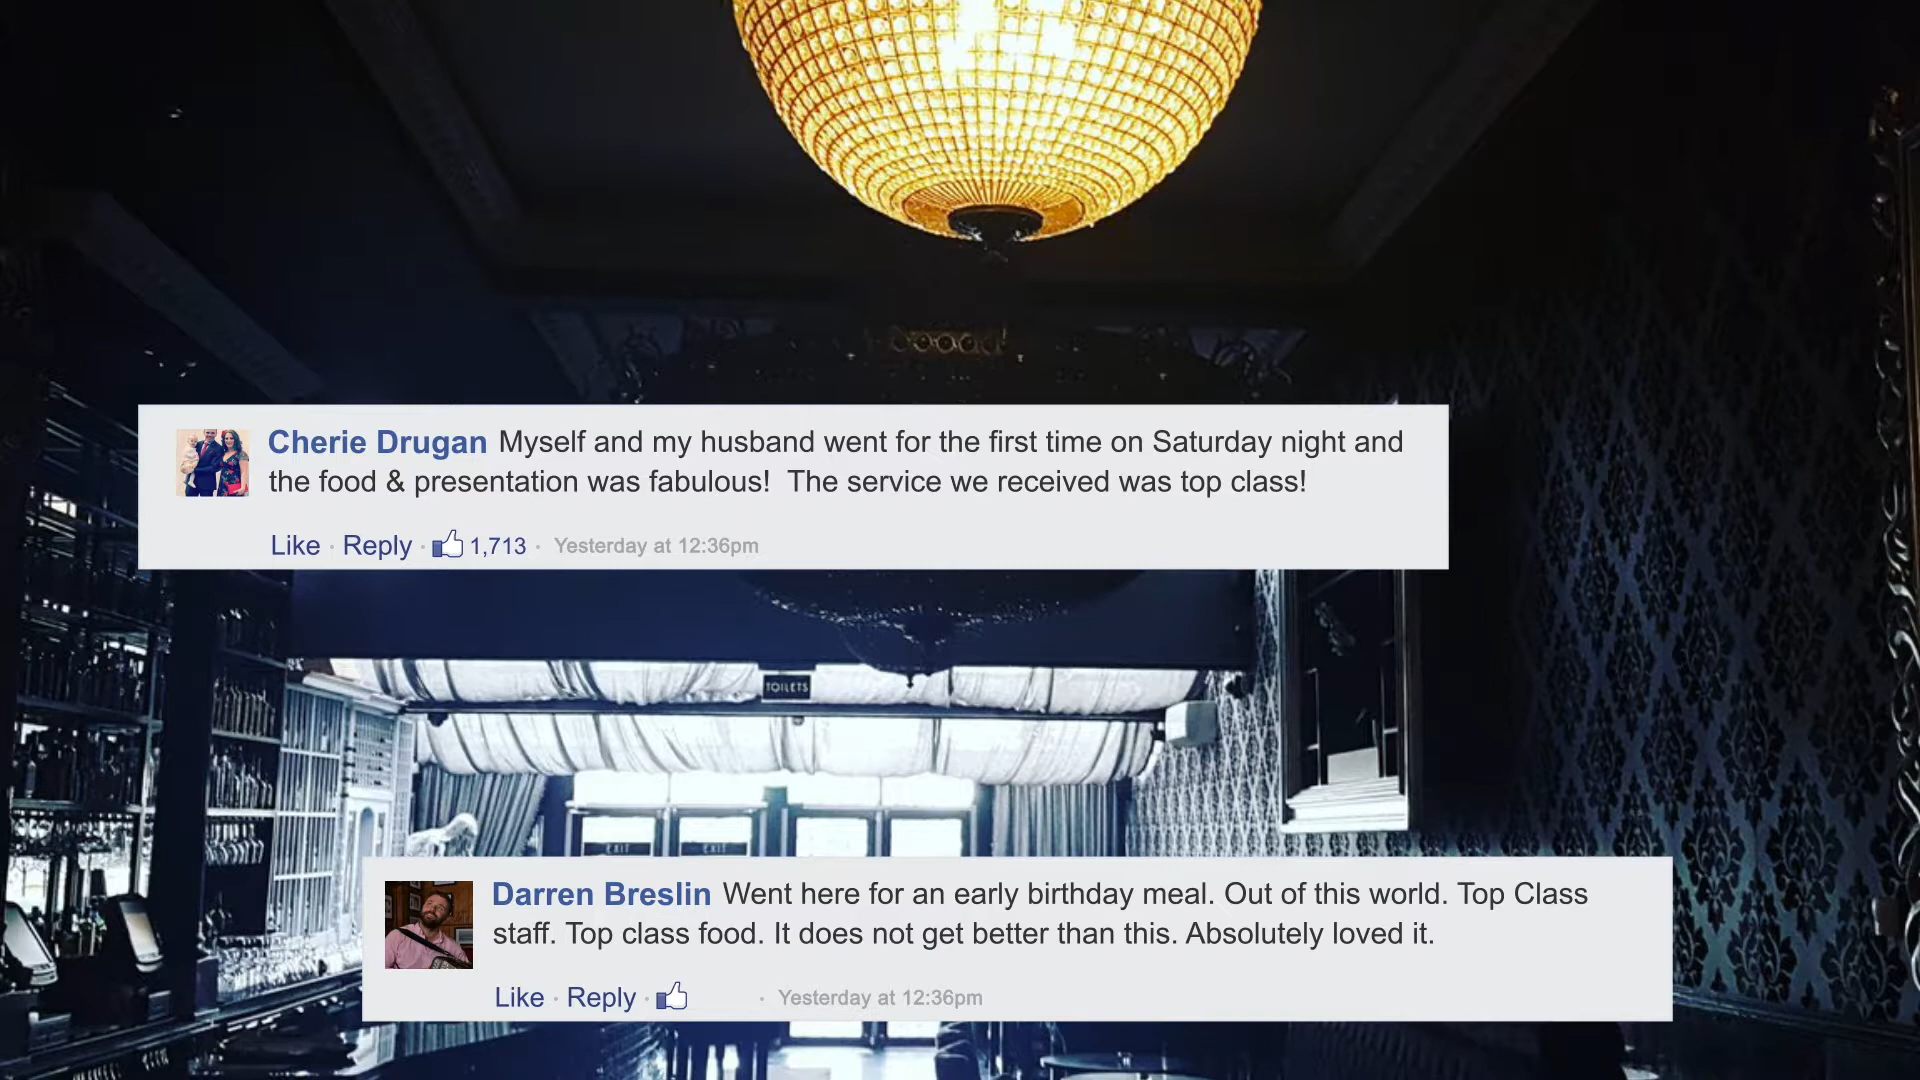 Cherie Drugan Myself and my husband went for the first time on Saturday night and
the food & presentation was fabulous!  The service we received was top class!
Like · Reply · 1,713 · Yesterday at 12:36pm
TOILETS
EXIT EXIT
Darren Breslin Went here for an early birthday meal. Out of this world. Top Class
staff. Top class food. It does not get better than this. Absolutely loved it.
Like · Reply · · Yesterday at 12:36pm